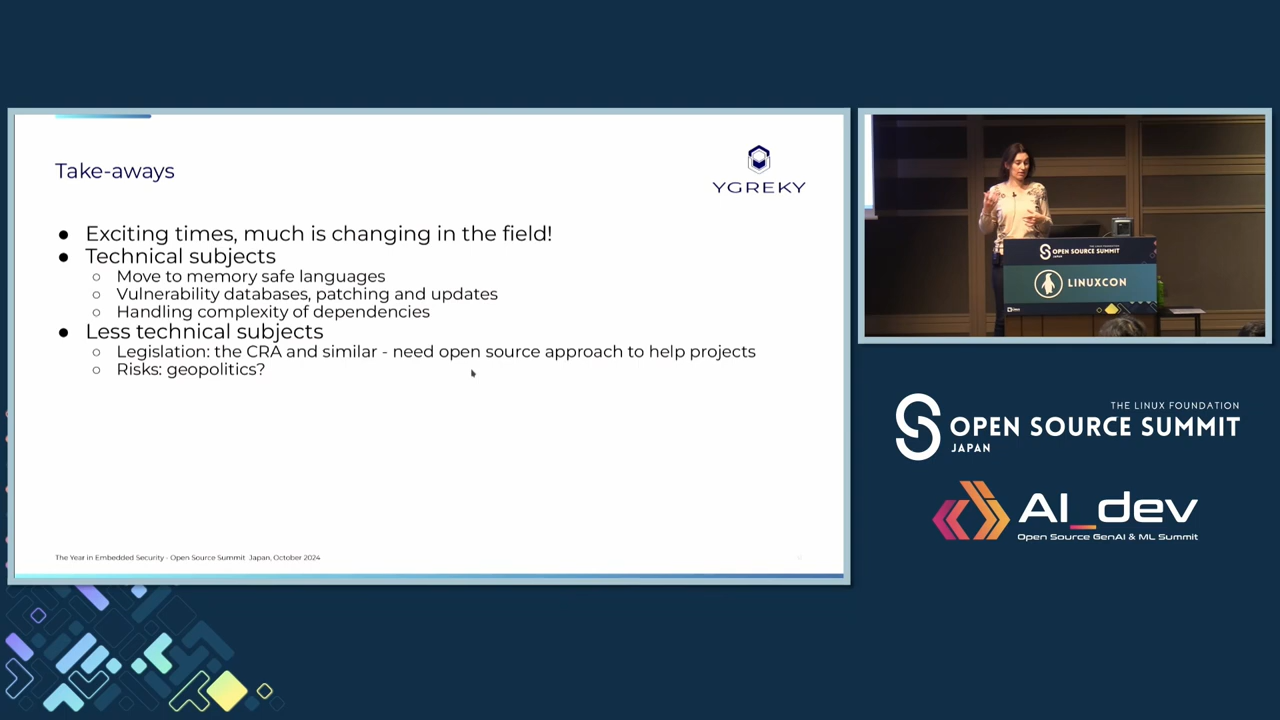 Take-aways
YGREKY
● Exciting times, much is changing in the field!
● Technical subjects
○ Move to memory safe languages
○ Vulnerability databases, patching and updates
○ Handling complexity of dependencies
● Less technical subjects
○ Legislation: the CRA and similar - need open source approach to help projects
○ Risks: geopolitics?
The Year in Embedded Security - Open Source Summit Japan, October 2024
OPEN SOURCE SUMMIT
JAPAN
LINUXCON
THE LINUX FOUNDATION
OPEN SOURCE SUMMIT
JAPAN
AI_dev
Open Source GenAI & ML Summit